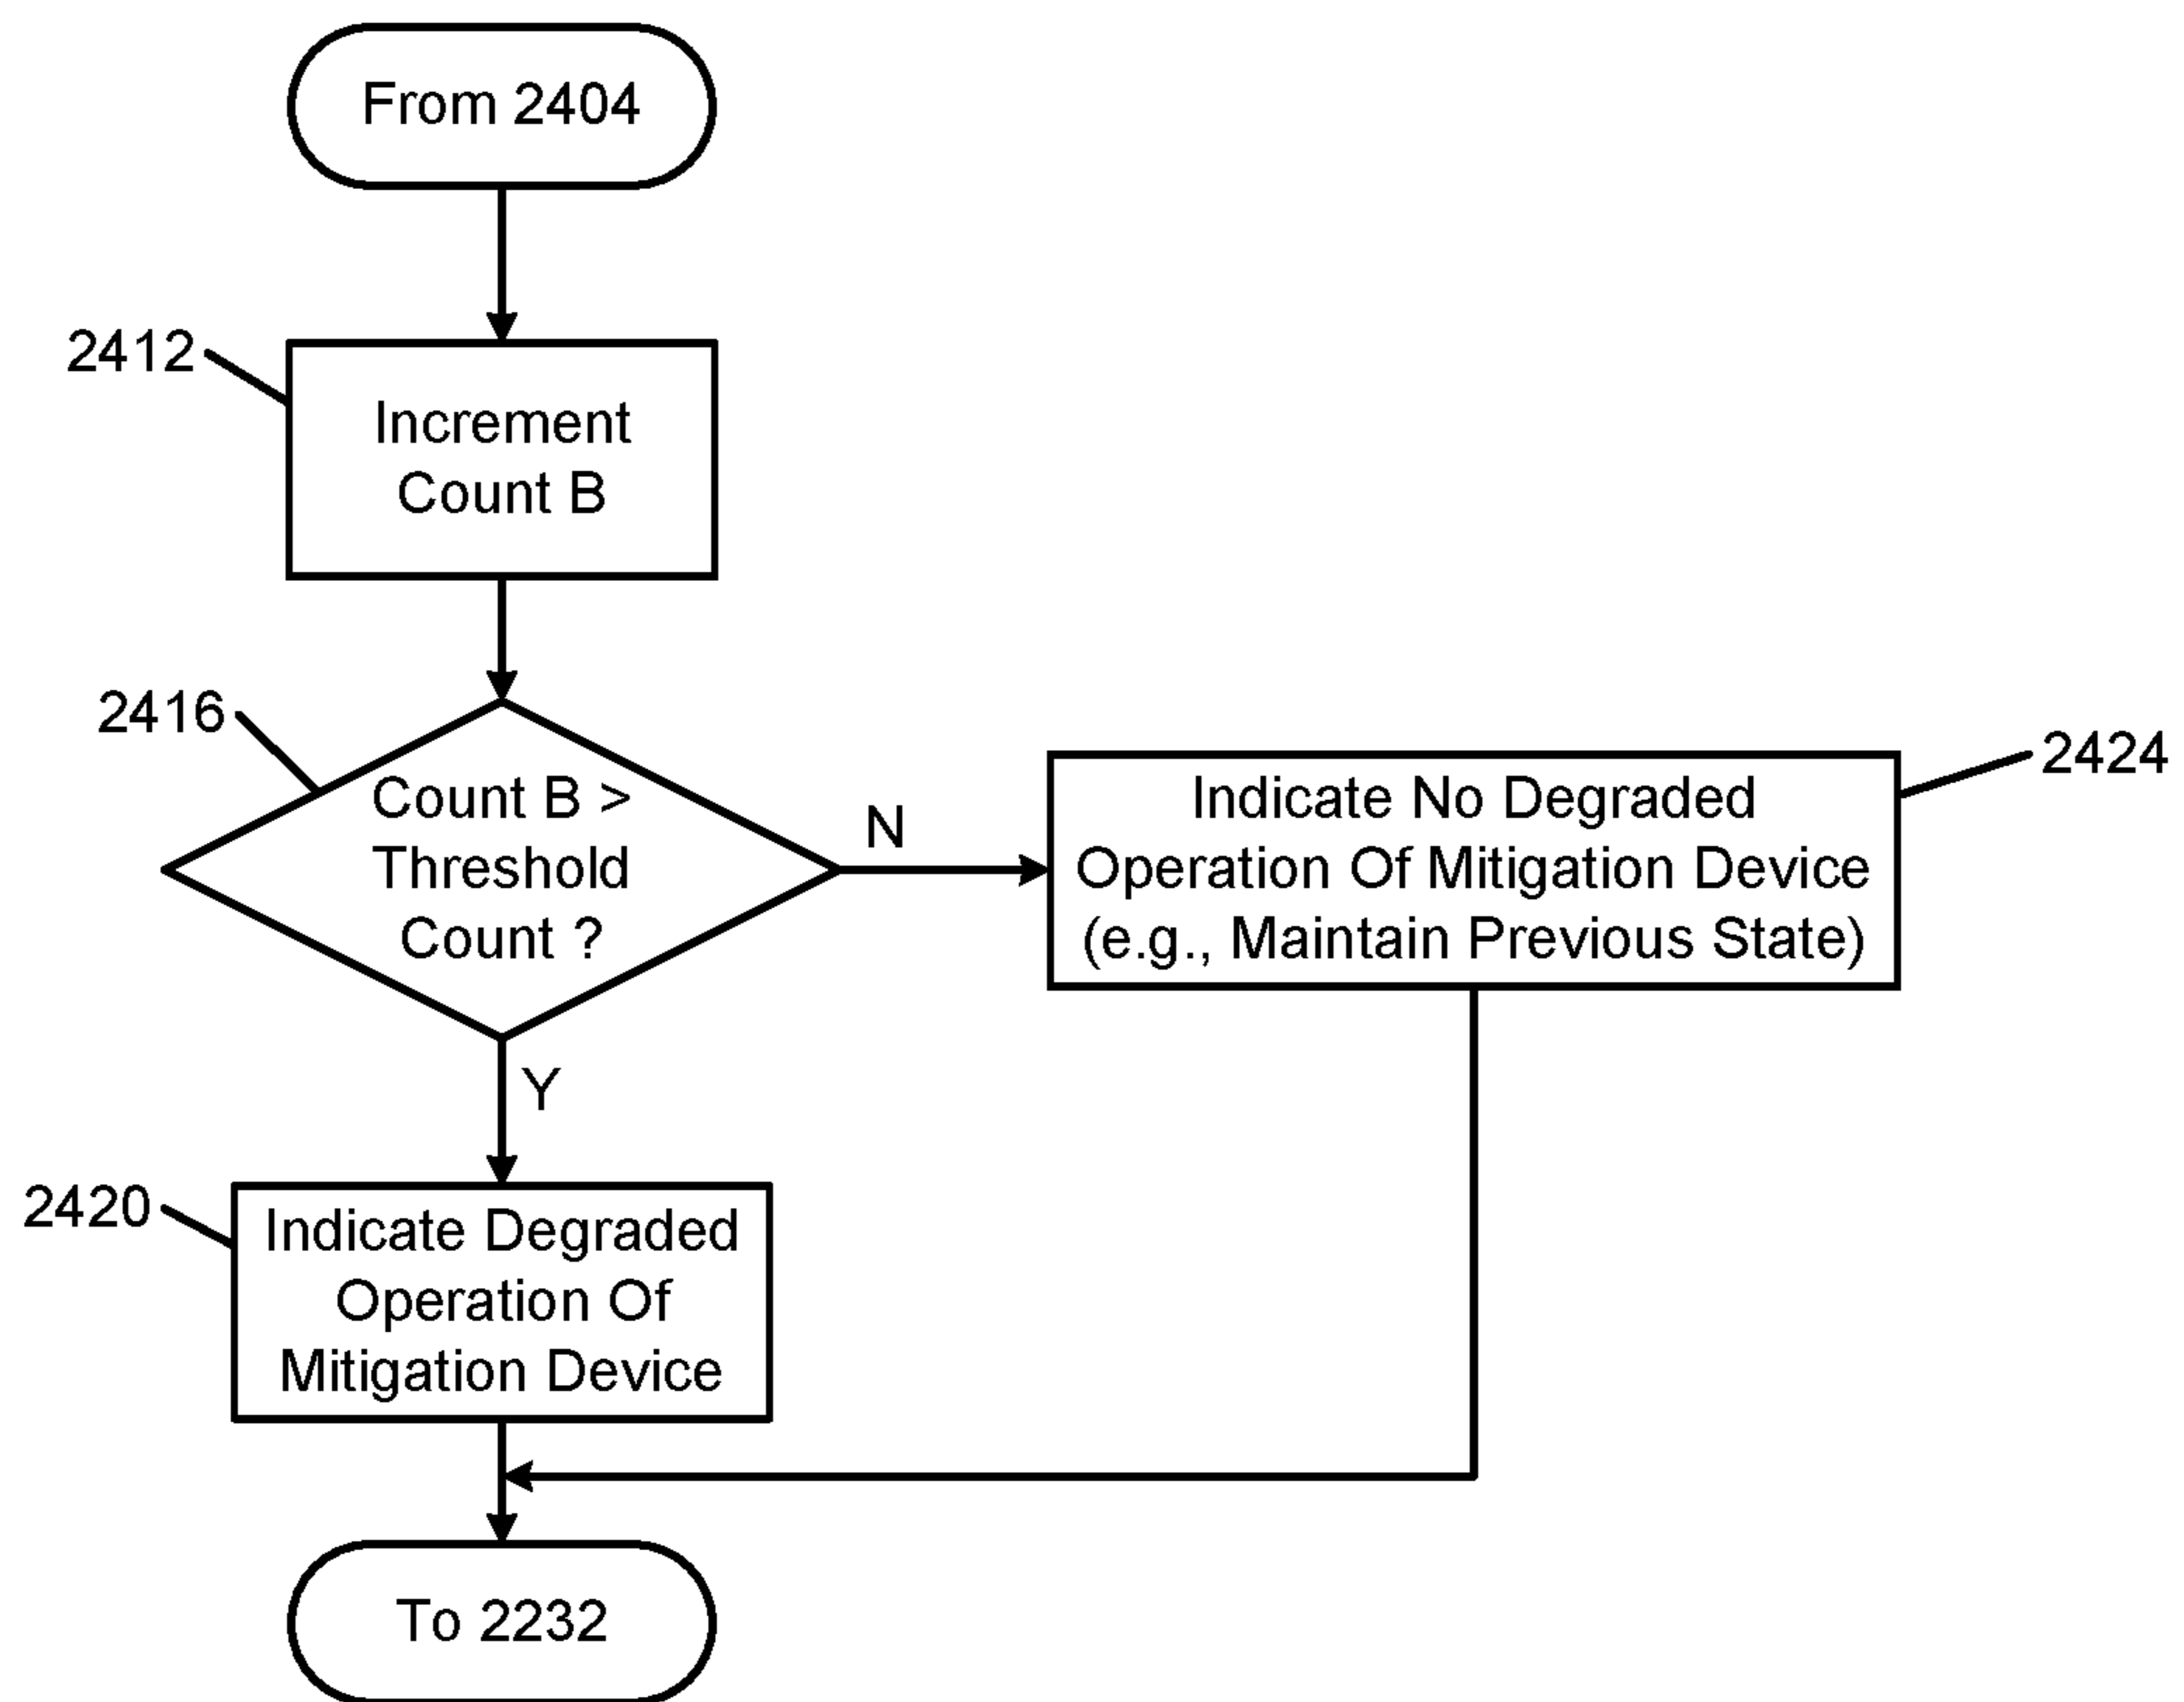 From 2404
2412
Increment
Count B
2416
Count B >
Threshold
Count ?
N
Indicate No Degraded
Operation Of Mitigation Device
(e.g., Maintain Previous State)
2424
Y
2420
Indicate Degraded
Operation Of
Mitigation Device
To 2232